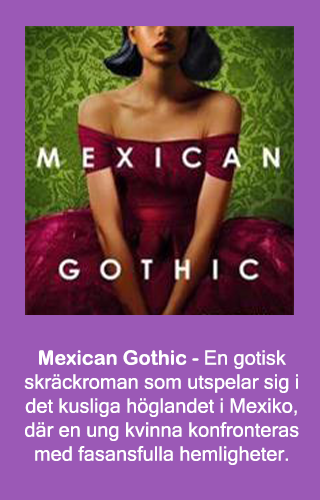 MEXICAN
GOTHIC
Mexican Gothic - En gotisk
skräckroman som utspelar sig i
det kusliga höglandet i Mexiko,
där en ung kvinna konfronteras
med fasansfulla hemligheter.